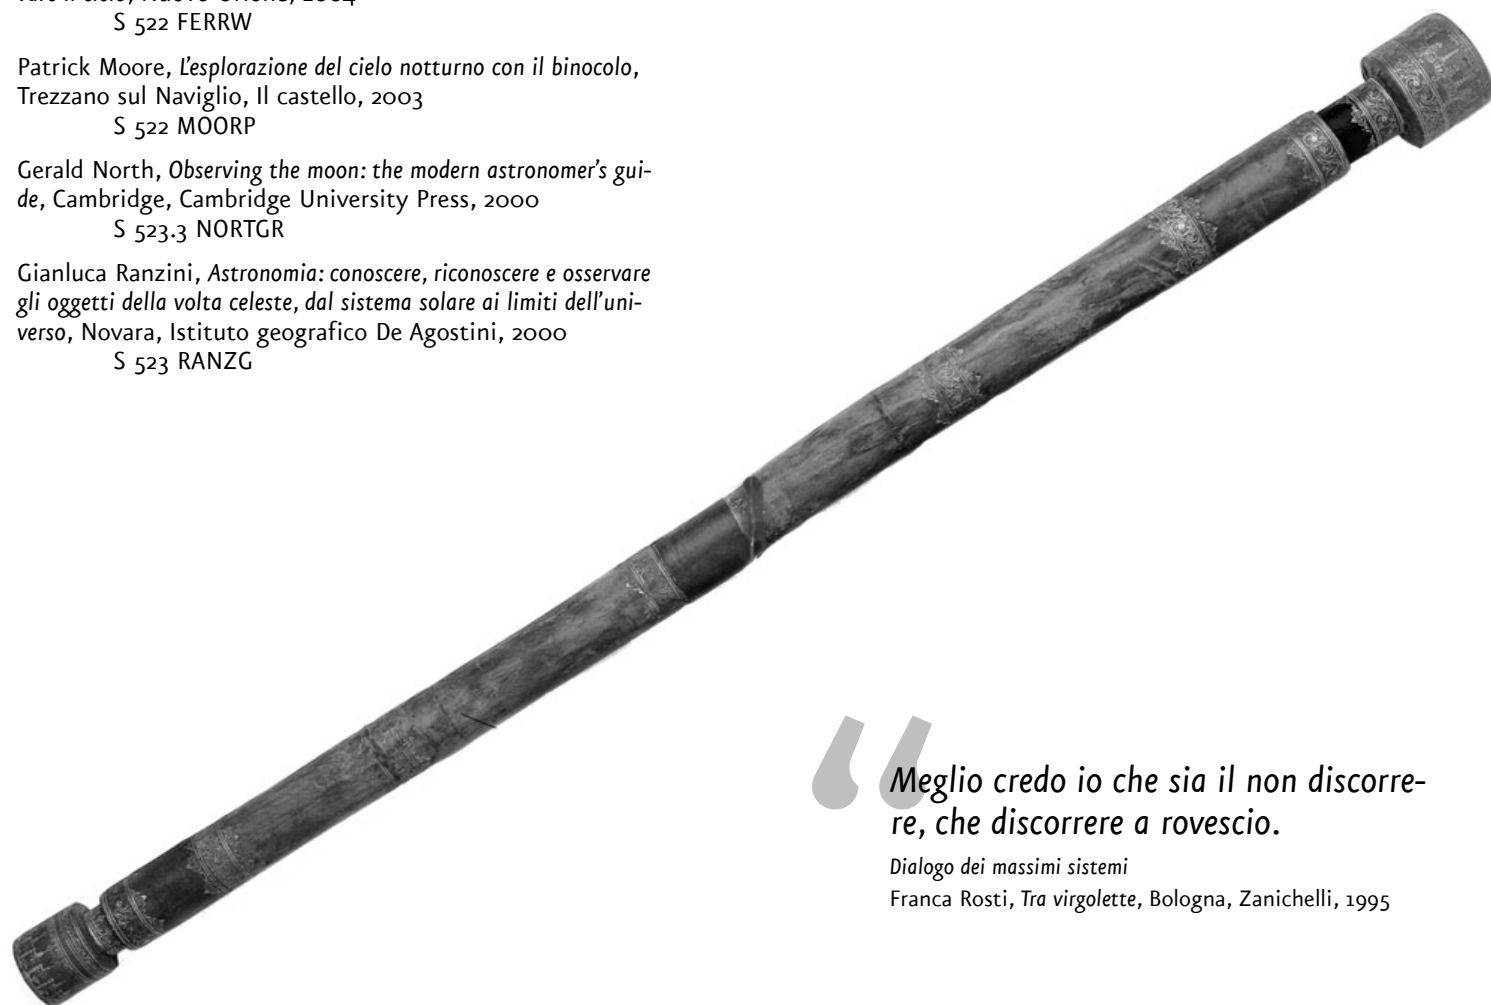 S 522 FERRW
Patrick Moore, L'esplorazione del cielo notturno con il binocolo,
Trezzano sul Naviglio, Il castello, 2003
S 522 MOORP
Gerald North, Observing the moon: the modern astronomer's gui-
de, Cambridge, Cambridge University Press, 2000
S 523.3 NORTGR
Gianluca Ranzini, Astronomia: conoscere, riconoscere e osservare
gli oggetti della volta celeste, dal sistema solare ai limiti dell'uni-
verso, Novara, Istituto geografico De Agostini, 2000
S 523 RANZG
“
Meglio credo io che sia il non discorre-
re, che discorrere a rovescio.
Dialogo dei massimi sistemi
Franca Rosti, Tra virgolette, Bologna, Zanichelli, 1995